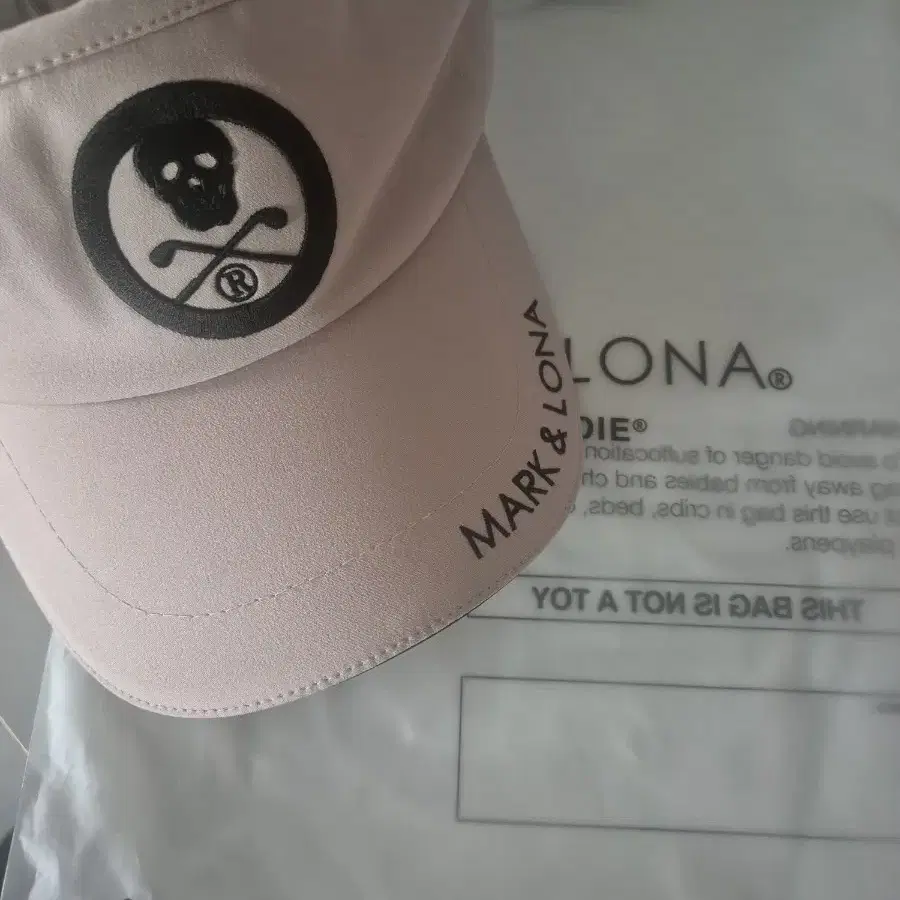 ®
MARK & LONA
LONA®
DIE®
WARNING
to avoid danger of suffocation
away from babies and ch
use this bag in cribs, beds,
playpens.
THIS BAG IS NOT A TOY